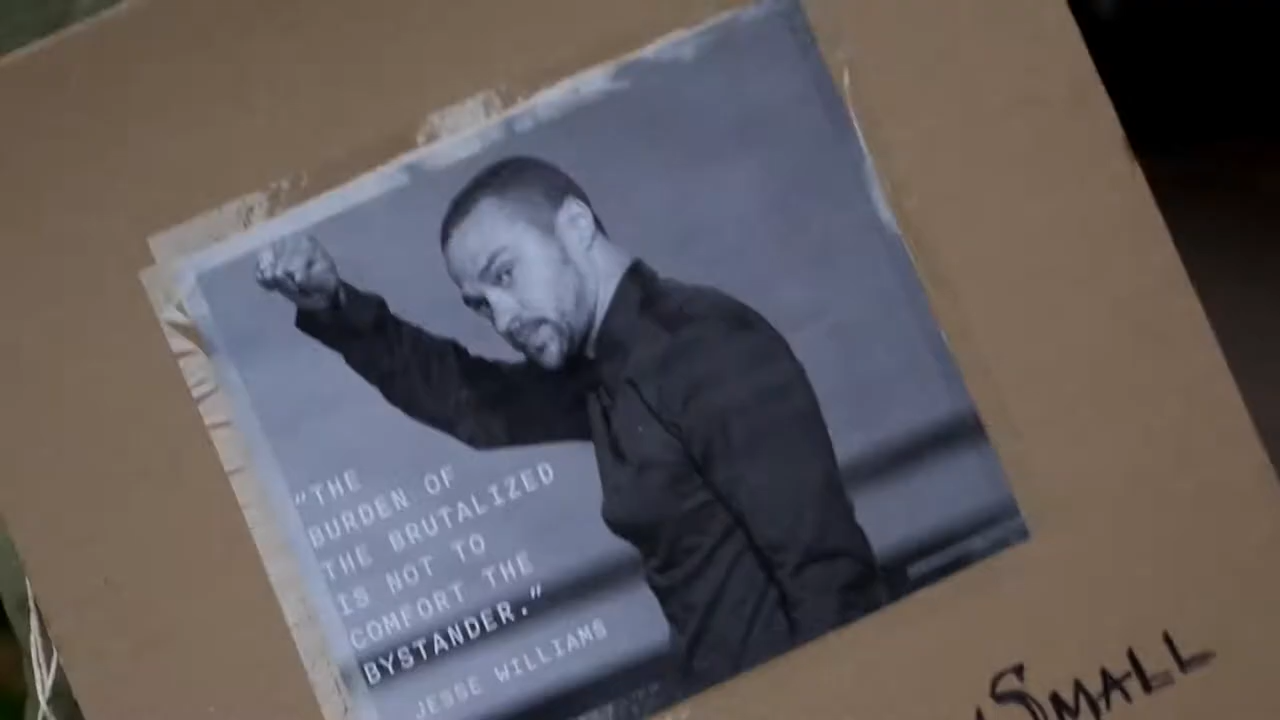 "THE
BURDEN OF
THE BRUTALIZED
IS NOT TO
COMFORT THE
BYSTANDER."
JESSE WILLIAMS
SMALL